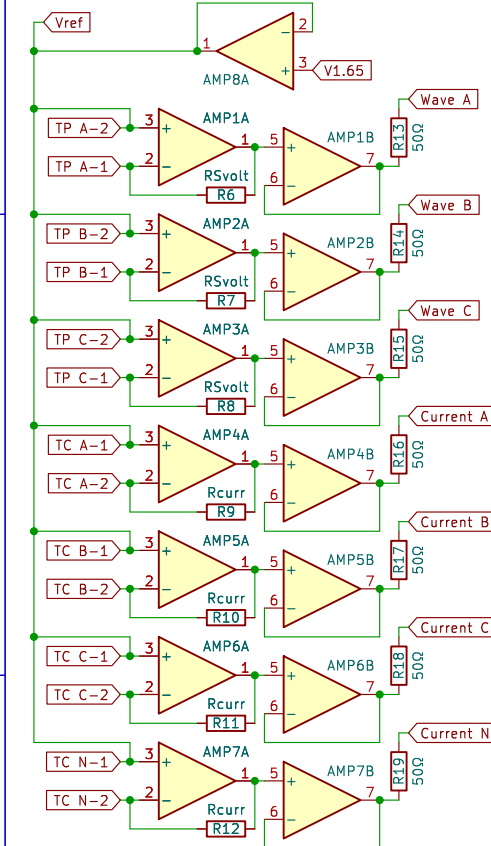 Vref
1
2
3
V1.65
AMP8A
Wave A
TP A-2
3
AMP1A
1
5
AMP1B
7
R13
50Ω
TP A-1
2
6
RSvolt
R6
Wave B
TP B-2
3
AMP2A
1
5
AMP2B
7
R14
50Ω
TP B-1
2
6
RSvolt
R7
Wave C
TP C-2
3
AMP3A
1
5
AMP3B
7
R15
50Ω
TP C-1
2
6
RSvolt
R8
Current A
TC A-1
3
AMP4A
1
5
AMP4B
7
R16
50Ω
TC A-2
2
6
Rcurr
R9
Current B
TC B-1
3
AMP5A
1
5
AMP5B
7
R17
50Ω
TC B-2
2
6
Rcurr
R10
Current C
TC C-1
3
AMP6A
1
5
AMP6B
7
R18
50Ω
TC C-2
2
6
Rcurr
R11
Current N
TC N-1
3
AMP7A
1
5
AMP7B
7
R19
50Ω
TC N-2
2
6
Rcurr
R12